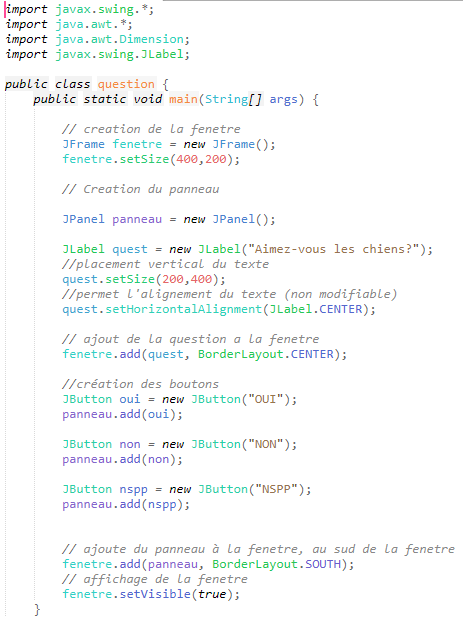 import javax.swing.*;
import java.awt.*;
import java.awt.Dimension;
import javax.swing.JLabel;

public class question {
    public static void main(String[] args) {

        // creation de la fenetre
        JFrame fenetre = new JFrame();
        fenetre.setSize(400,200);

        // Creation du panneau

        JPanel panneau = new JPanel();

        JLabel quest = new JLabel("Aimez-vous les chiens?");
        //placement vertical du texte
        quest.setSize(200,400);
        //permet l'alignement du texte (non modifiable)
        quest.setHorizontalAlignment(JLabel.CENTER);

        // ajout de la question a la fenetre
        fenetre.add(quest, BorderLayout.CENTER);

        //création des boutons
        JButton oui = new JButton("OUI");
        panneau.add(oui);

        JButton non = new JButton("NON");
        panneau.add(non);

        JButton nspp = new JButton("NSPP");
        panneau.add(nspp);


        // ajoute du panneau à la fenetre, au sud de la fenetre
        fenetre.add(panneau, BorderLayout.SOUTH);
        // affichage de la fenetre
        fenetre.setVisible(true);
    }